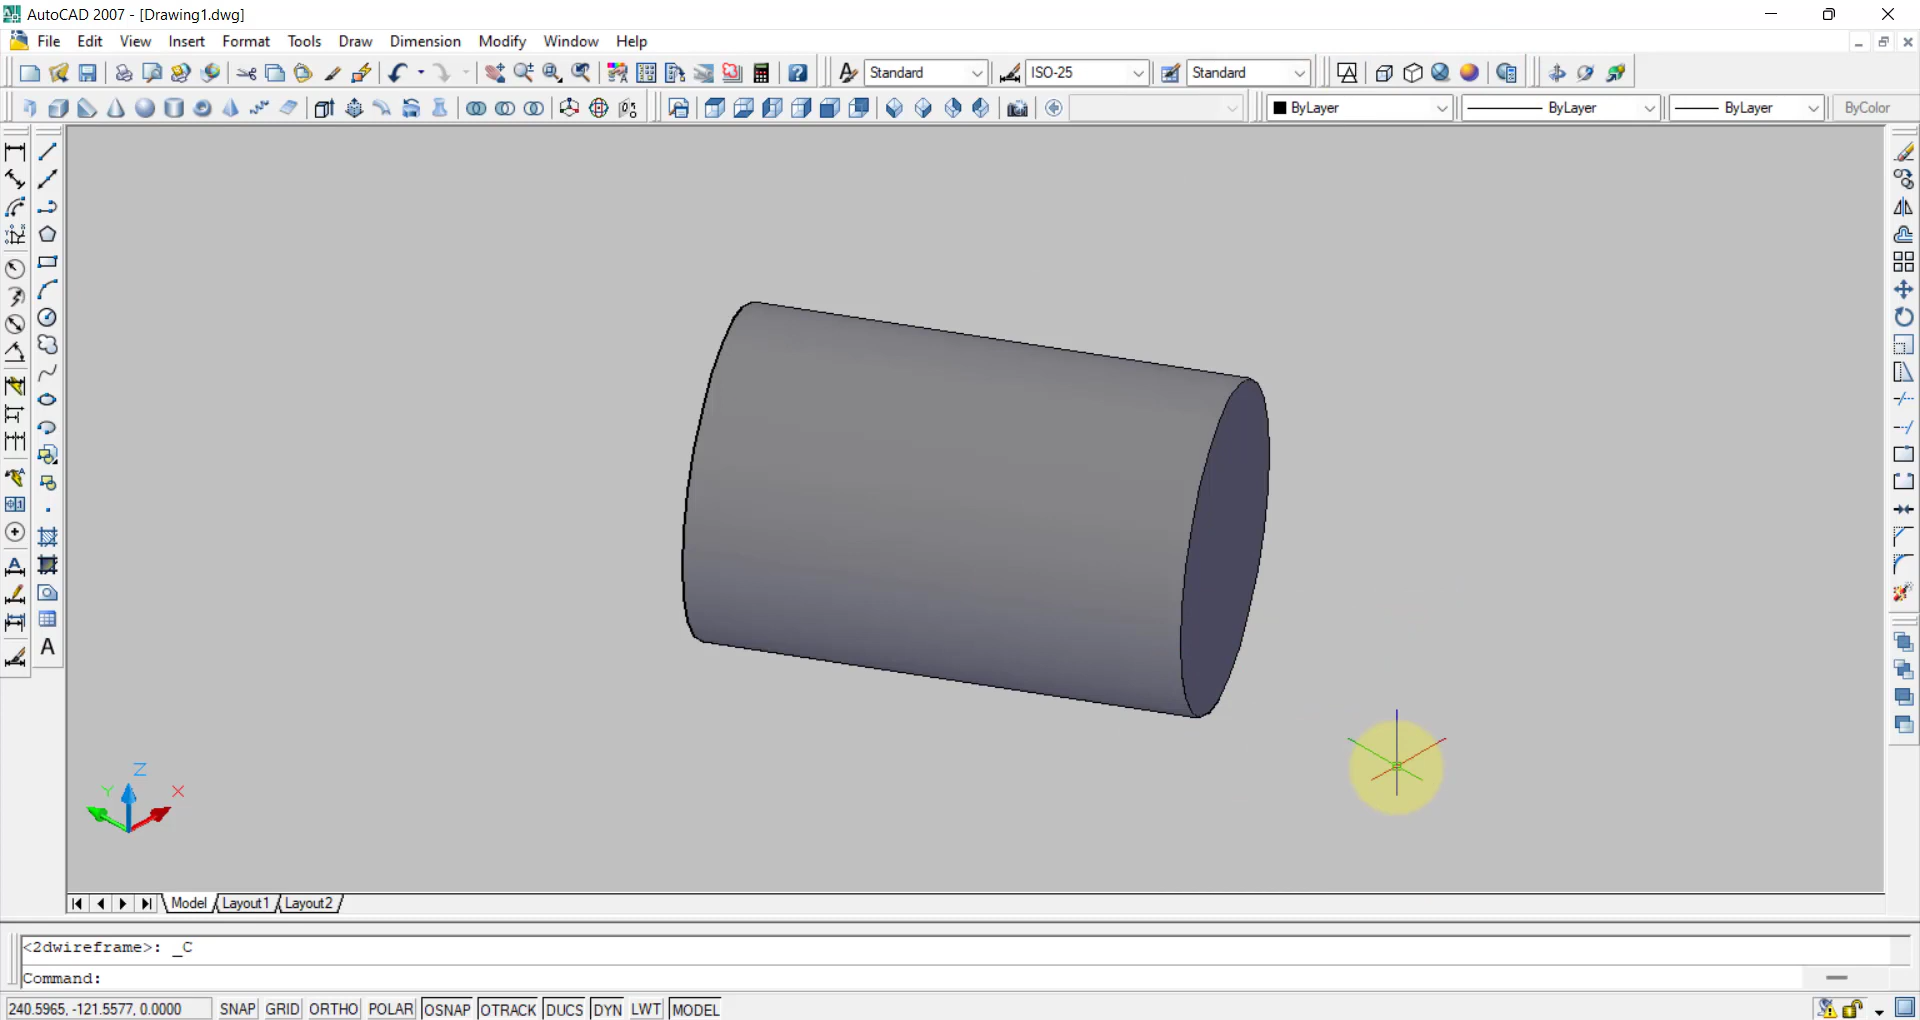 AutoCAD 2007 - [Drawing1.dwg]
File Edit View Insert Format Tools Draw Dimension Modify Window Help
Standard ISO-25 Standard
ByLayer ByLayer ByLayer ByColor
Z
Y X
Model Layout1 Layout2
<2dwireframe>: _C
Command:
240.5965, -121.5577, 0.0000 SNAP GRID ORTHO POLAR OSNAP OTRACK DUCS DYN LWT MODEL